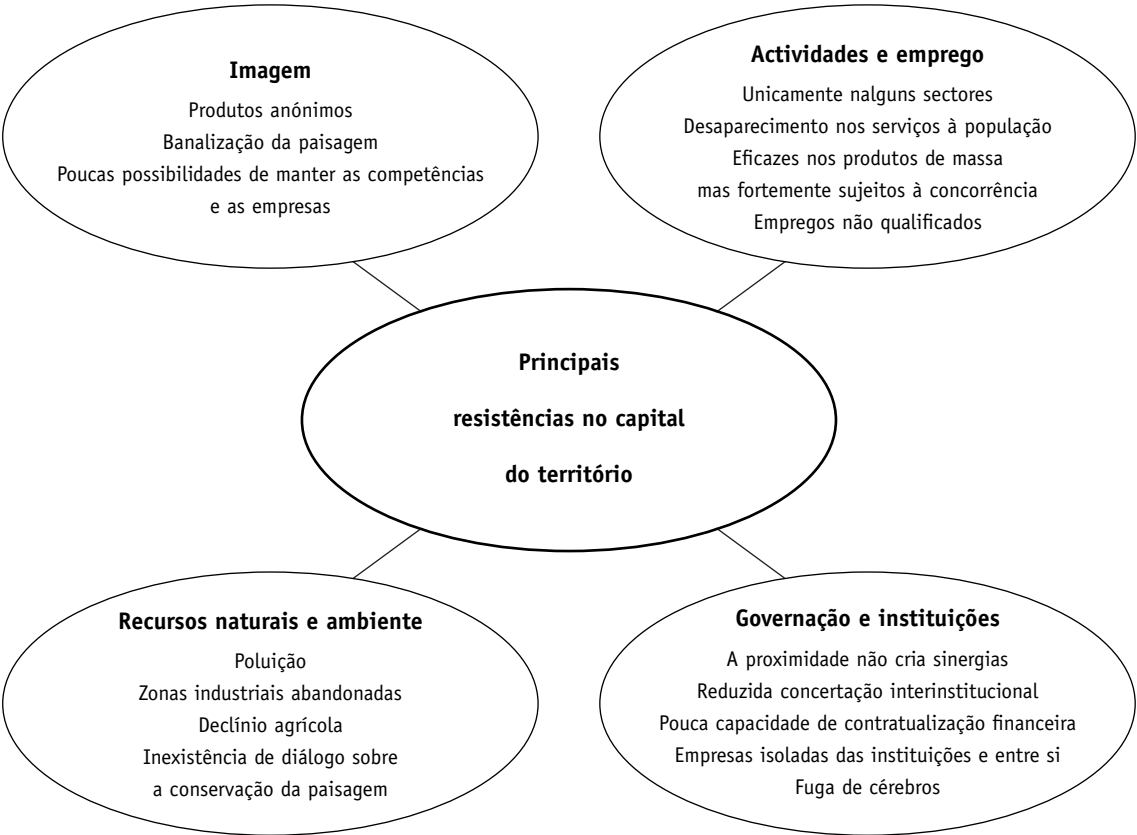 Imagem
Produtos anónimos
Banalização da paisagem
Poucas possibilidades de manter as competências
e as empresas
Actividades e emprego
Unicamente nalguns sectores
Desaparecimento nos serviços à população
Eficazes nos produtos de massa
mas fortemente sujeitos à concorrência
Empregos não qualificados
Principais
resistências no capital
do território
Recursos naturais e ambiente
Poluição
Zonas industriais abandonadas
Declínio agrícola
Inexistência de diálogo sobre
a conservação da paisagem
Governação e instituições
A proximidade não cria sinergias
Reduzida concertação interinstitucional
Pouca capacidade de contratualização financeira
Empresas isoladas das instituições e entre si
Fuga de cérebros